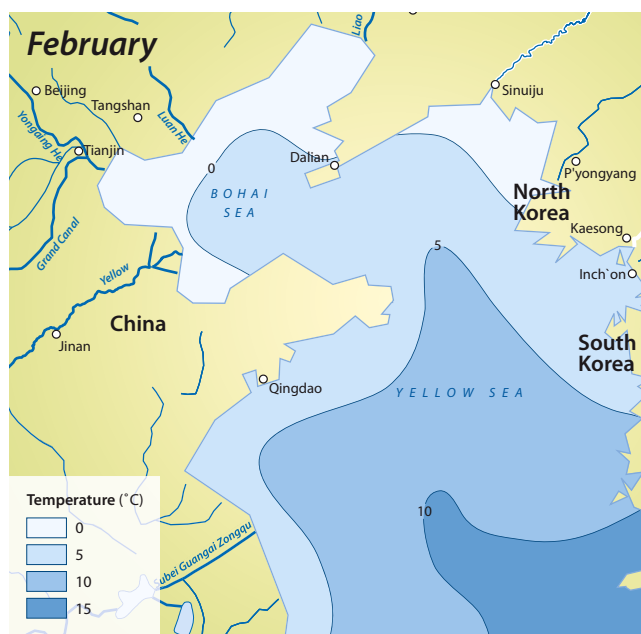 February
Liao
Beijing
Tangshan
Sinuiju
Luan He
Yongding He
Tianjin
Dalian
0
P'yongyang
BOHAI
SEA
North
Korea
Kaesong
5
Grand Canal
Yellow
Inch`on
China
Jinan
South
Korea
Qingdao
YELLOW SEA
Temperature (˚C)
0
5
10
15
10
Subei Guangai Zongqu